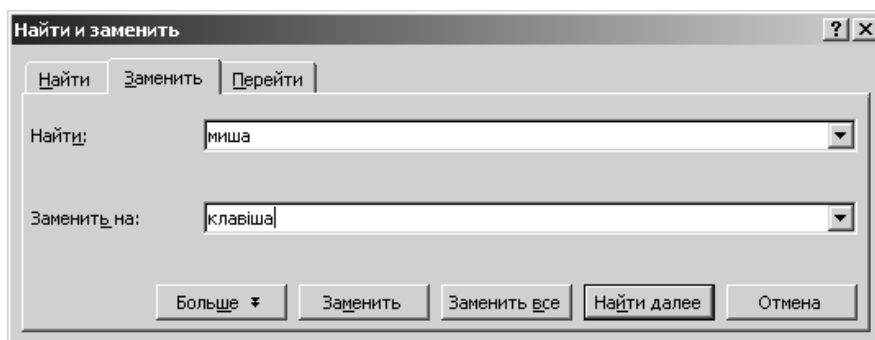 Найти и заменить
Найти Заменить Перейти
Найти: миша
Заменить на: клавіша
Больше Заменить Заменить все Найти далее Отмена